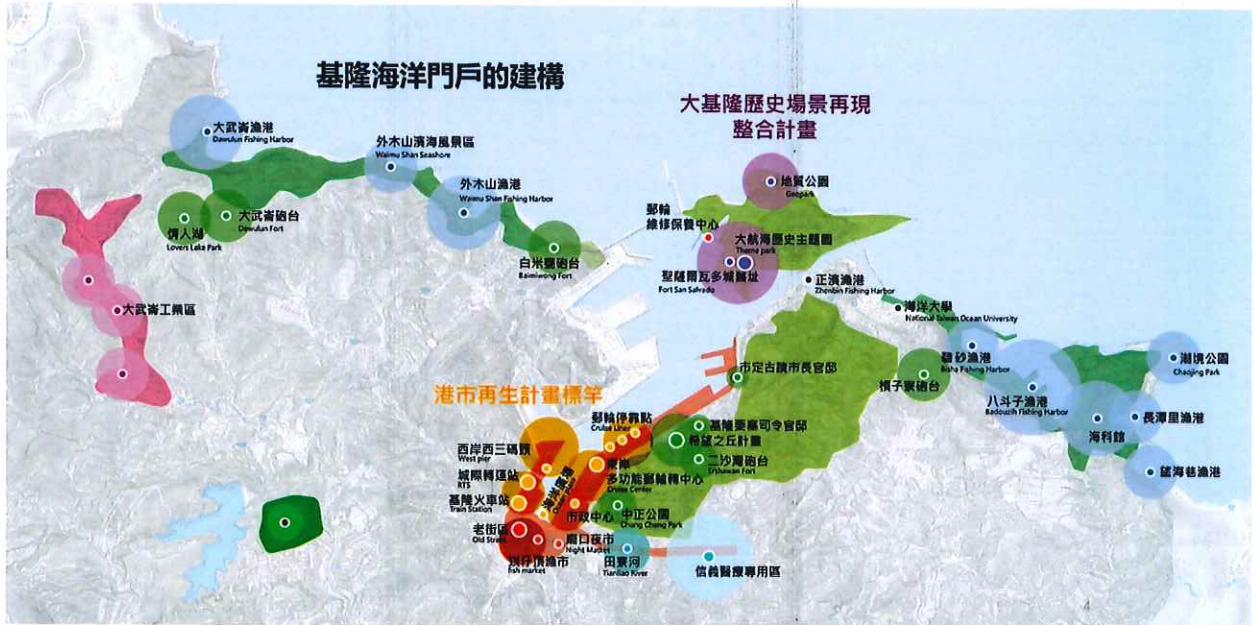 基隆海洋門戶的建構
大基隆歷史場景再現
整合計畫
大武崙漁港
Dawulun Fishing Harbor
外木山濱海風景區
Waimu Shan Seashore
外木山漁港
Waimu Shan Fishing Harbor
地質公園
Geopark
情人湖
Lovers Lake Park
大武崙砲台
Dawulun Fort
郵輪
維修保養中心
大航海歷史主題園
Theme park
白米甕砲台
Baimiwong Fort
聖薩爾瓦多城舊址
Fort San Salvado
正濱漁港
Zhenbin Fishing Harbor
大武崙工業區
海洋大學
National Taiwan Ocean University
碧砂漁港
Bisha Fishing Harbor
潮境公園
Chaojing Park
市定古蹟市長官邸
槓子寮砲台
八斗子漁港
Badouzih Fishing Harbor
長潭里漁港
海科館
望海巷漁港
港市再生計畫標竿
郵輪停靠點
Cruise Liner
基隆要塞司令官邸
希望之丘計畫
西岸西三碼頭
West pier
東岸
二沙灣砲台
Ershawan Fort
城際轉運站
RTS
海洋廣場
Ocean Plaza
多功能郵輪轉中心
Cruise Center
基隆火車站
Train Station
市政中心
中正公園
Chung Cheng Park
老街區
Old Street
廟口夜市
Night Market
崁仔頂漁市
fish market
田寮河
Tianliao River
信義醫療專用區